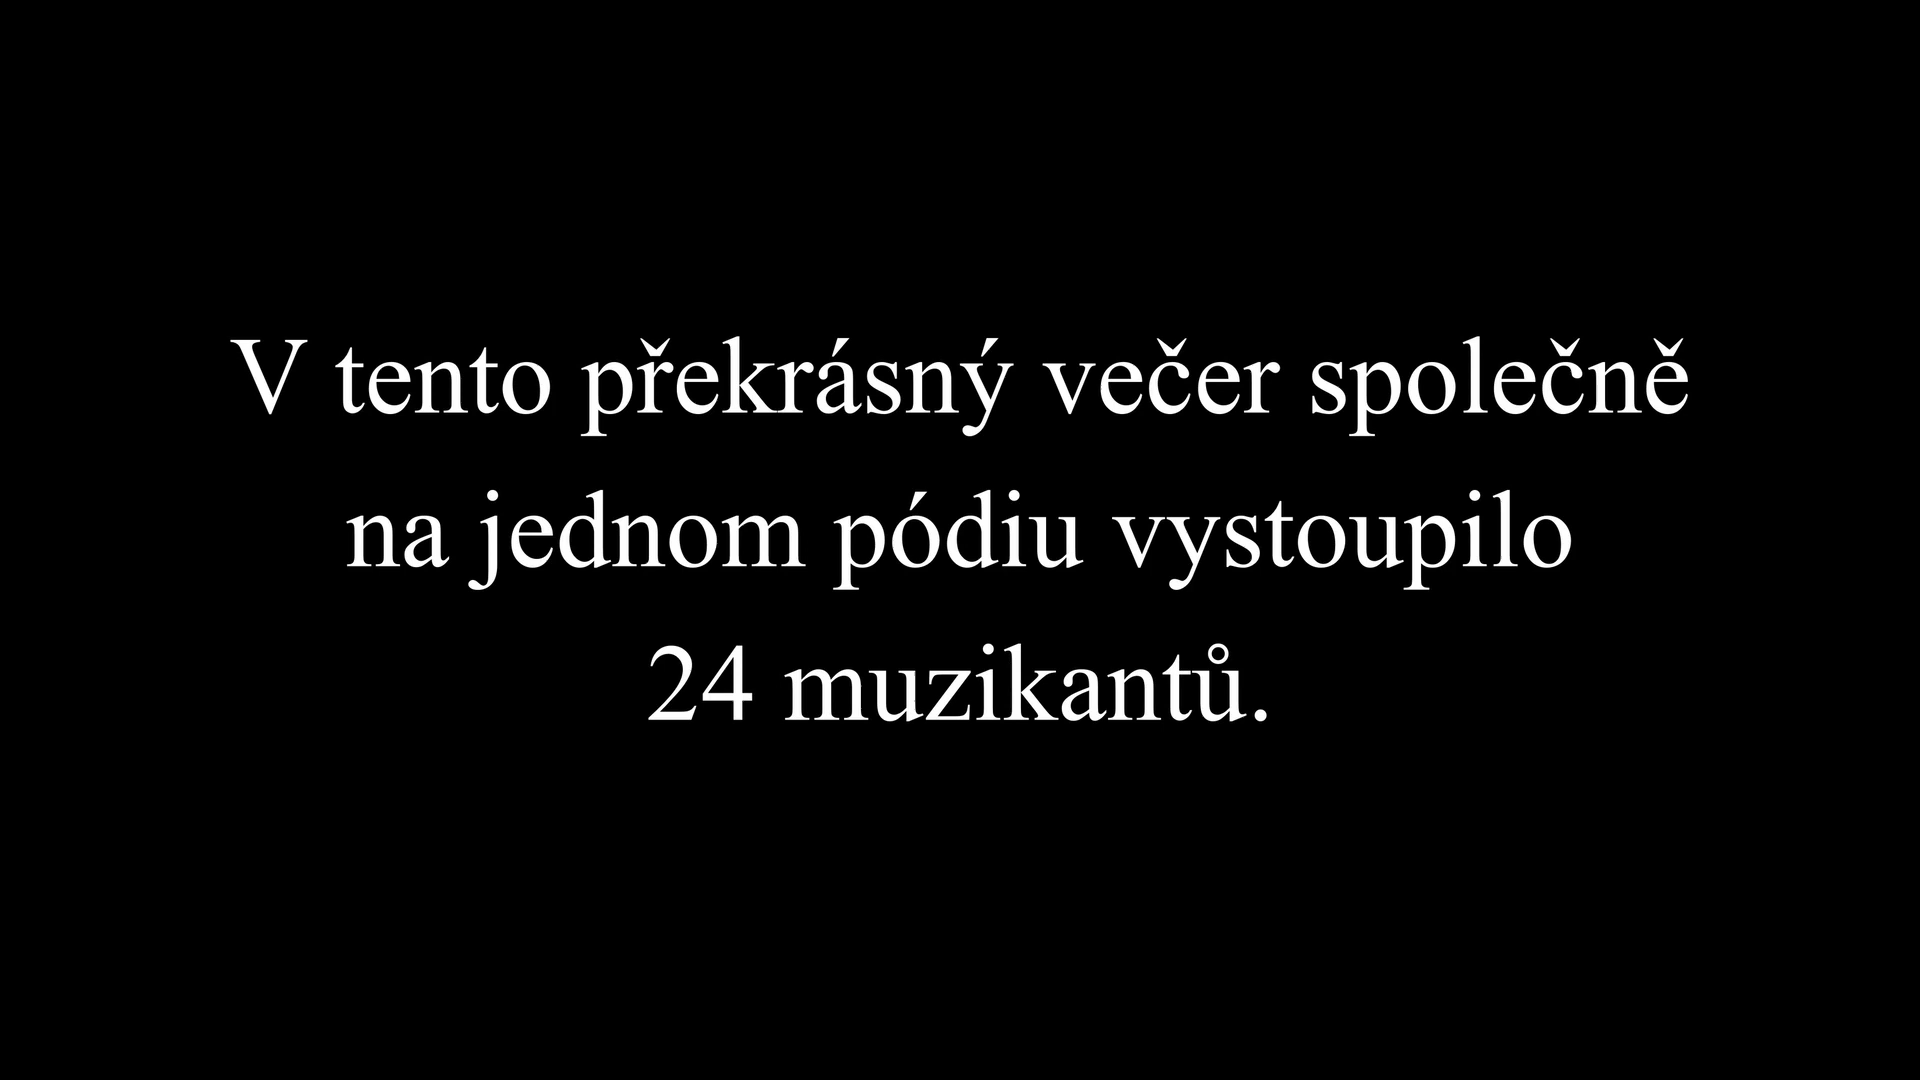 V tento překrásný večer společně
na jednom pódiu vystoupilo
24 muzikantů.